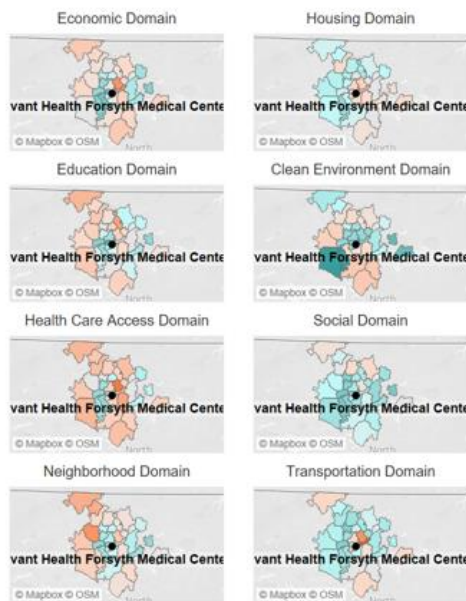 Economic Domain
Housing Domain
vant Health Forsyth Medical Cente
vant Health Forsyth Medical Cente
© Mapbox © OSM
North
© Mapbox © OSM
Education Domain
Clean Environment Domain
vant Health Forsyth Medical Cente
vant Health Forsyth Medical Cente
© Mapbox © OSM
© Mapbox © OSM
Health Care Access Domain
Social Domain
vant Health Forsyth Medical Cente
vant Health Forsyth Medical Cente
© Mapbox © OSM
North
© Mapbox © OSM
Neighborhood Domain
Transportation Domain
vant Health Forsyth Medical Cente
vant Health Forsyth Medical Cente
© Mapbox © OSM
© Mapbox © OSM